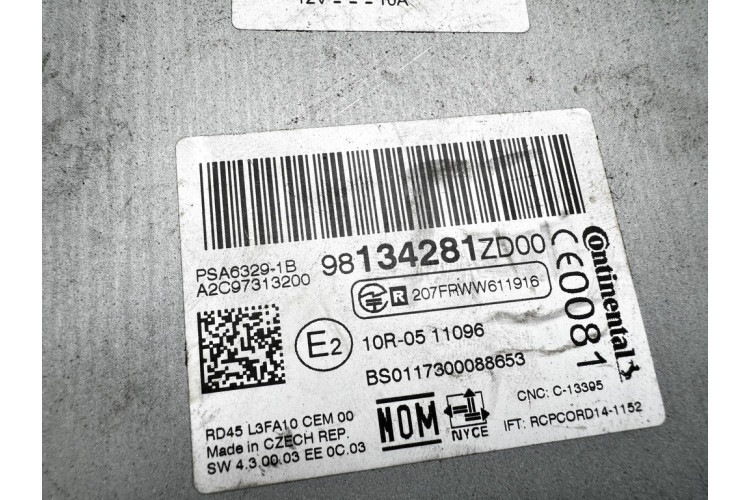 12V - - - 10A
PSA6329-1B
A2C97313200
98134281ZD00
R 207FRWW611916
CE0081
Continental
E2
10R-05 11096
BS0117300088653
RD45 L3FA10 CEM 00
Made in CZECH REP.
SW 4.3.00.03 EE 0C.03
NOM
NYCE
CNC: C-13395
IFT: RCPCORD14-1152